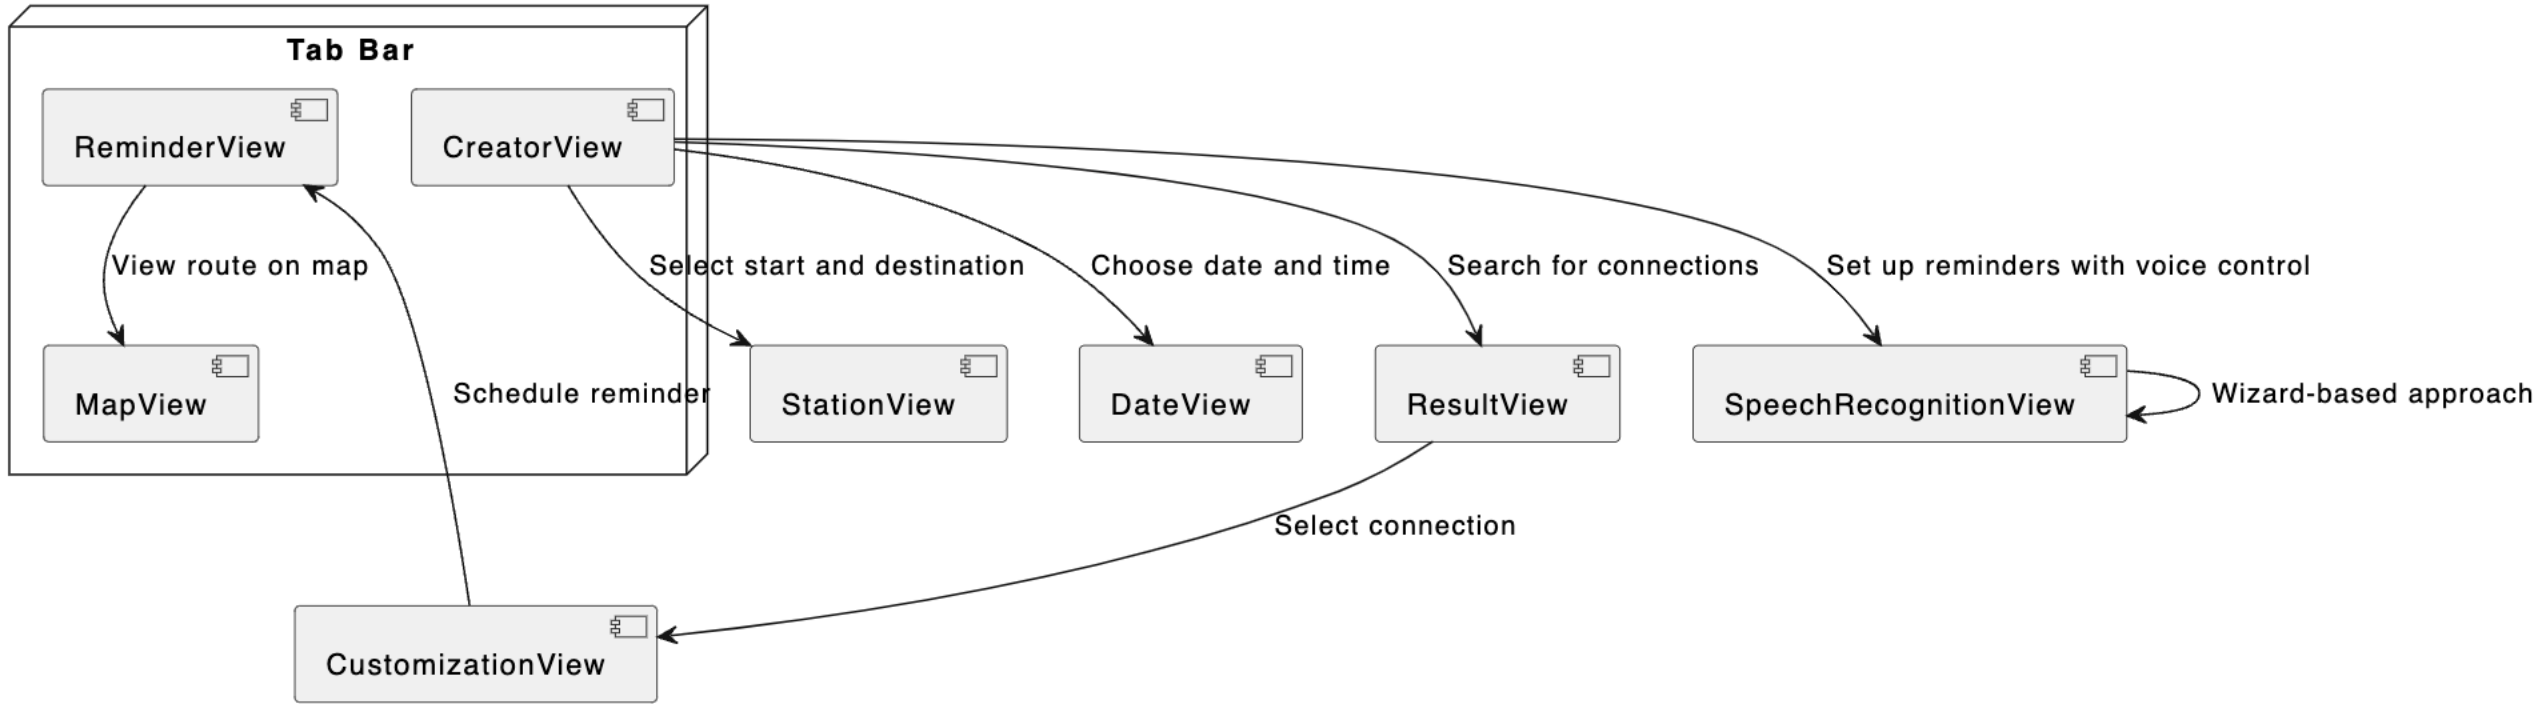 Tab Bar
ReminderView
CreatorView
View route on map
Select start and destination
Choose date and time
Search for connections
Set up reminders with voice control
MapView
Schedule reminder
StationView
DateView
ResultView
SpeechRecognitionView
Wizard-based approach
Select connection
CustomizationView